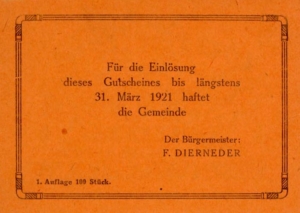 Für die Einlösung
dieses Gutscheines bis längstens
31. März 1921 haftet
die Gemeinde
Der Bürgermeister:
F. DIERNEDER
1. Auflage 100 Stück.